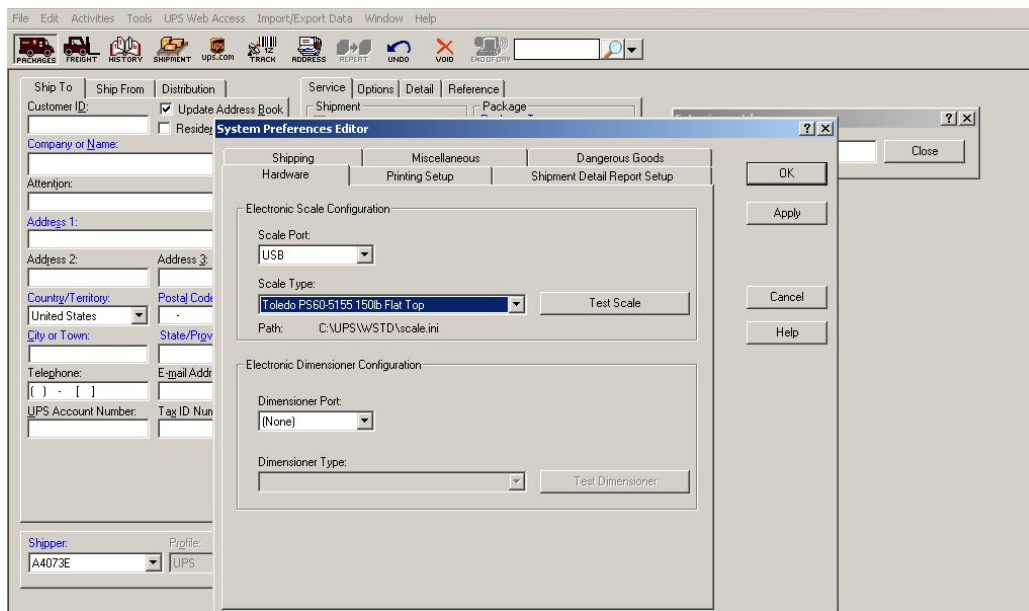 File Edit Activities Tools UPS Web Access Import/Export Data Window Help
PACKAGES FREIGHT HISTORY SHIPMENT ups.com TRACK ADDRESS REPEAT UNDO VOID END OF DAY
Ship To Ship From Distribution Service Options Detail Reference
Customer ID: Update Address Book Shipment Package
System Preferences Editor
Company or Name: Shipping Miscellaneous Dangerous Goods Close
Hardware Printing Setup Shipment Detail Report Setup OK
Attention:
Electronic Scale Configuration Apply
Address 1: Scale Port:
USB
Address 2: Address 3:
Scale Type:
Country/Territory: Postal Code Toledo PS60-5155 150lb Flat Top Test Scale Cancel
United States Path: C:\UPS\WSTD\scale.ini
City or Town: State/Prov Help
Telephone: E-mail Addr Electronic Dimensioner Configuration
( ) - [ ]
Dimensioner Port:
UPS Account Number: Tax ID Num (None)
Dimensioner Type:
Test Dimensioner
Shipper: Profile:
A4073E UPS